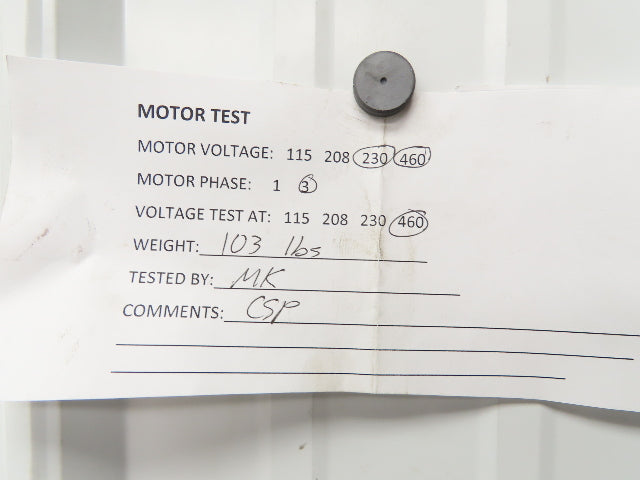 MOTOR TEST
MOTOR VOLTAGE: 115 208 230 460
MOTOR PHASE: 1 3
VOLTAGE TEST AT: 115 208 230 460
WEIGHT: 103 lbs
TESTED BY: MK
COMMENTS: CSP